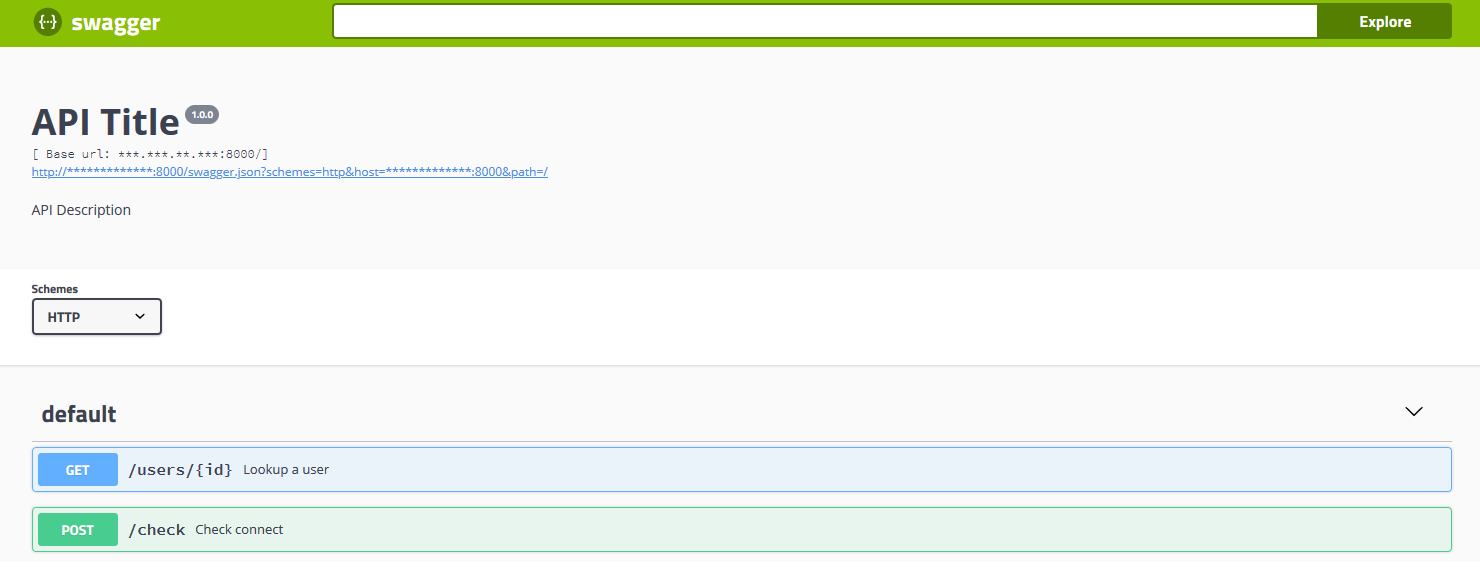 {···} swagger
Explore
API Title 1.0.0
[ Base url: ***.***.**.***:8000/]
http://*************:8000/swagger.json?schemes=http&host=*************:8000&path=/
API Description
Schemes
HTTP
default
GET /users/{id} Lookup a user
POST /check Check connect